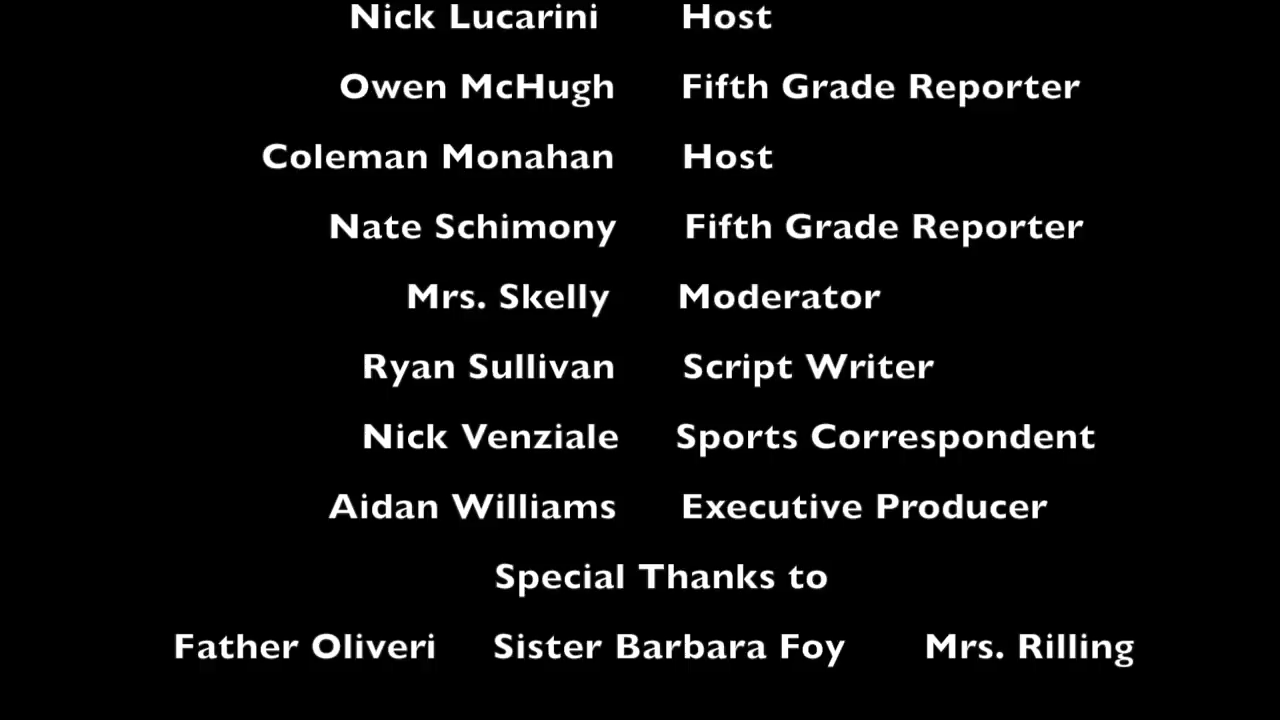 Nick Lucarini Host
Owen McHugh Fifth Grade Reporter
Coleman Monahan Host
Nate Schimony Fifth Grade Reporter
Mrs. Skelly Moderator
Ryan Sullivan Script Writer
Nick Venziale Sports Correspondent
Aidan Williams Executive Producer
Special Thanks to
Father Oliveri Sister Barbara Foy Mrs. Rilling